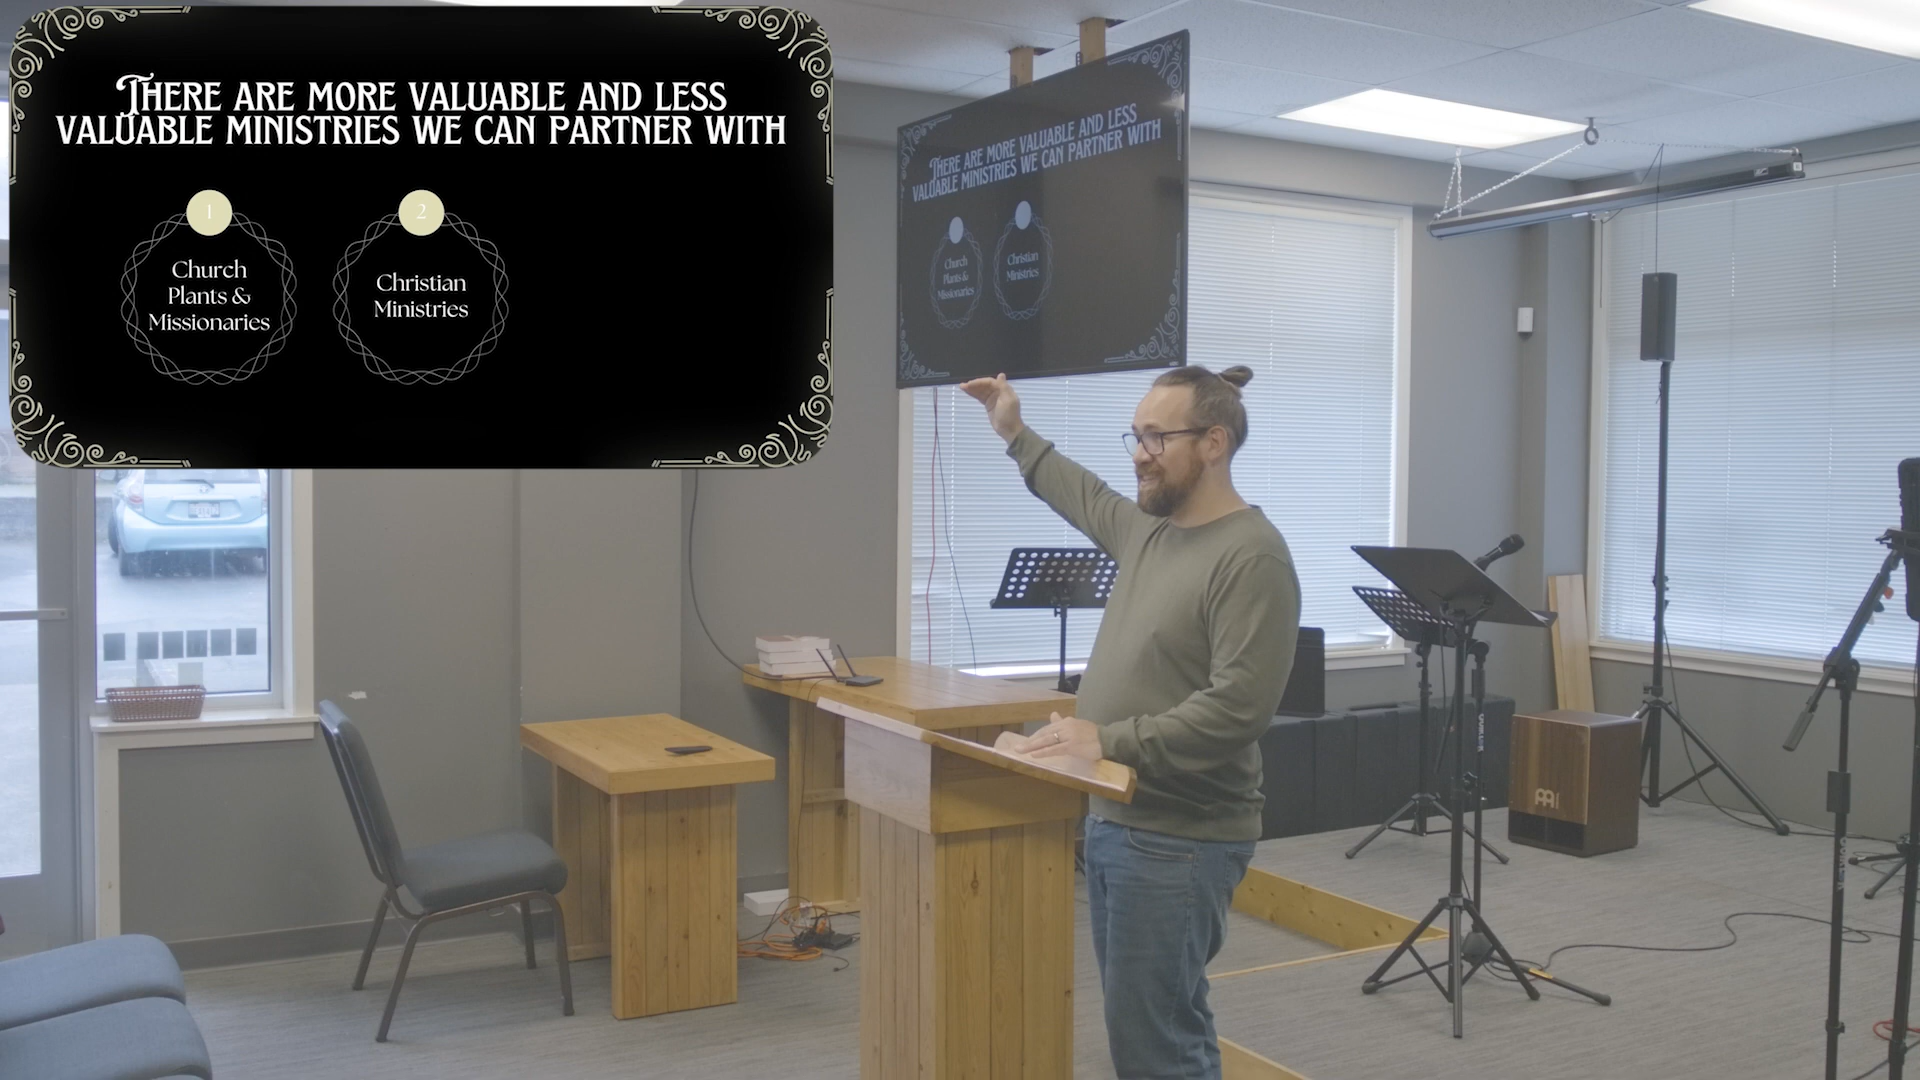 THERE ARE MORE VALUABLE AND LESS
VALUABLE MINISTRIES WE CAN PARTNER WITH
1
Church
Plants &
Missionaries
2
Christian
Ministries
THERE ARE MORE VALUABLE AND LESS
VALUABLE MINISTRIES WE CAN PARTNER WITH
Church
Plants &
Missionaries
Christian
Ministries